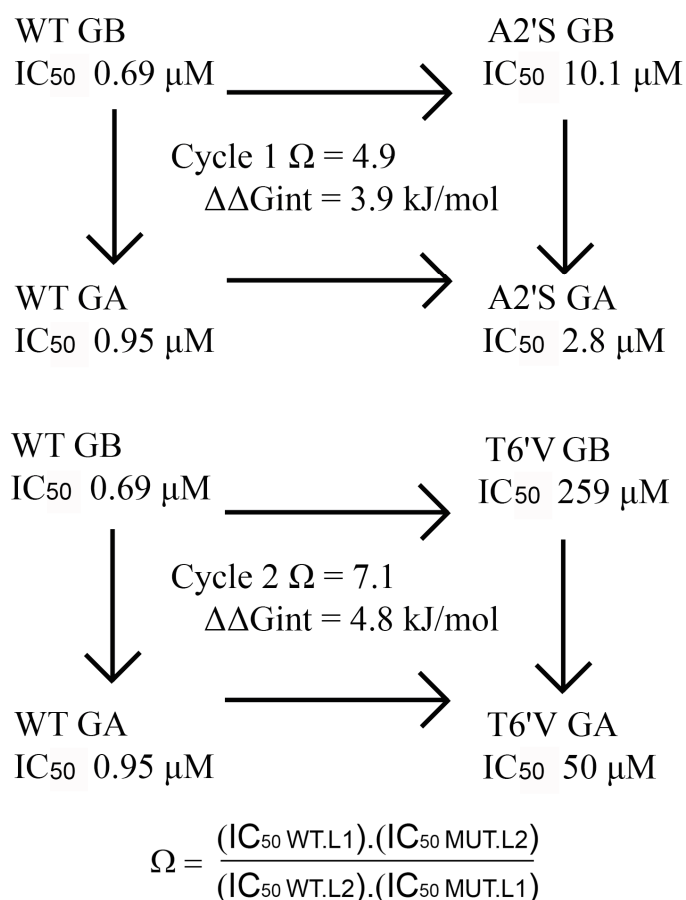 WT GB
IC50 0.69 μM
A2'S GB
IC50 10.1 μM
Cycle 1 Ω = 4.9
ΔΔGint = 3.9 kJ/mol
WT GA
IC50 0.95 μM
A2'S GA
IC50 2.8 μM
WT GB
IC50 0.69 μM
T6'V GB
IC50 259 μM
Cycle 2 Ω = 7.1
ΔΔGint = 4.8 kJ/mol
WT GA
IC50 0.95 μM
T6'V GA
IC50 50 μM
Ω = (IC50 WT.L1).(IC50 MUT.L2)
(IC50 WT.L2).(IC50 MUT.L1)